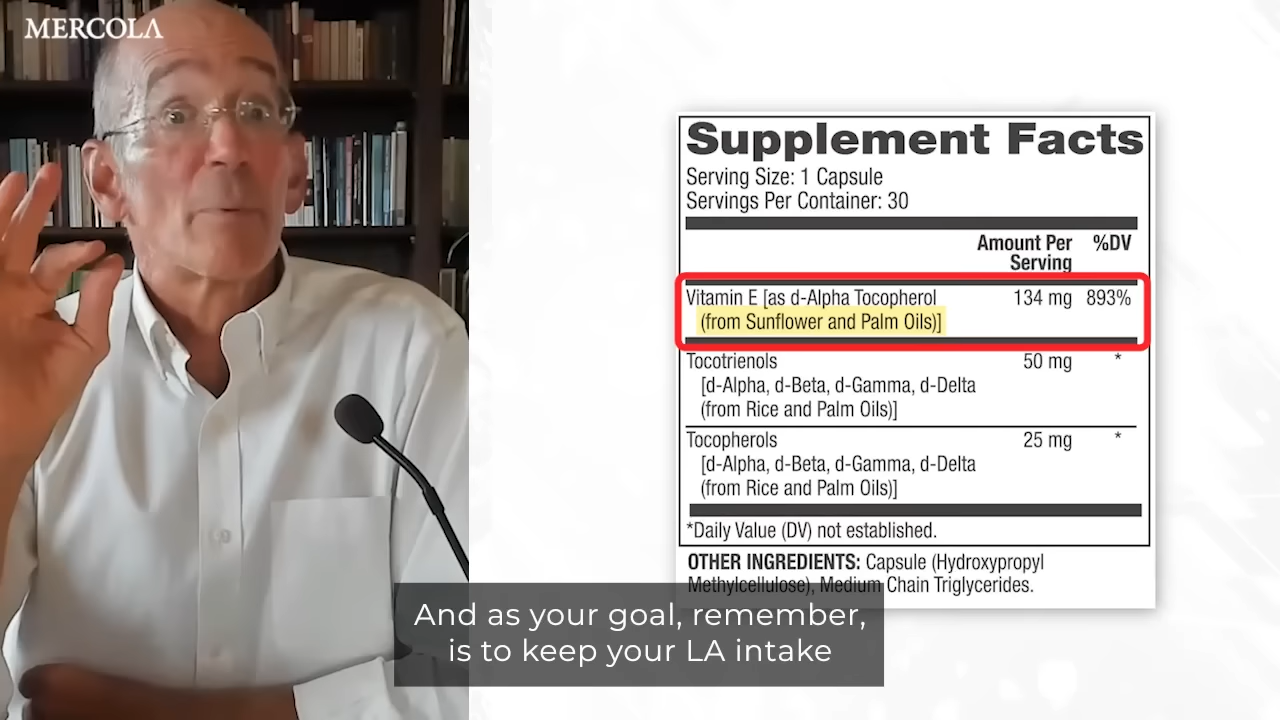 MERCOLA
Supplement Facts
Serving Size: 1 Capsule
Servings Per Container: 30
Amount Per %DV
Serving
Vitamin E [as d-Alpha Tocopherol 134 mg 893%
(from Sunflower and Palm Oils)]
Tocotrienols 50 mg *
[d-Alpha, d-Beta, d-Gamma, d-Delta
(from Rice and Palm Oils)]
Tocopherols 25 mg *
[d-Alpha, d-Beta, d-Gamma, d-Delta
(from Rice and Palm Oils)]
*Daily Value (DV) not established.
OTHER INGREDIENTS: Capsule (Hydroxypropyl
Methylcellulose), Medium Chain Triglycerides.
And as your goal, remember,
is to keep your LA intake